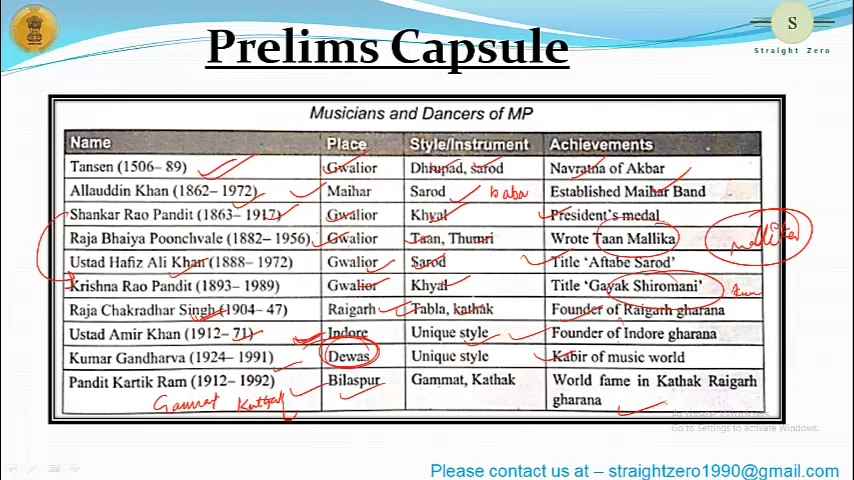 S
Straight Zero
Prelims Capsule
Musicians and Dancers of MP
Name Place Style/Instrument Achievements
Tansen (1506– 89) Gwalior Dhrupad, sarod Navratna of Akbar
Allauddin Khan (1862– 1972) Maihar Sarod baba Established Maihar Band
Shankar Rao Pandit (1863– 1917) Gwalior Khyal President's medal
Raja Bhaiya Poonchvale (1882– 1956) Gwalior Taan, Thumri Wrote Taan Mallika
Ustad Hafiz Ali Khan (1888– 1972) Gwalior Sarod Title 'Aftabe Sarod'
Krishna Rao Pandit (1893– 1989) Gwalior Khyal Title 'Gayak Shiromani'
Raja Chakradhar Singh (1904– 47) Raigarh Tabla, kathak Founder of Raigarh gharana
Ustad Amir Khan (1912– 71) Indore Unique style Founder of Indore gharana
Kumar Gandharva (1924– 1991) Dewas Unique style Kabir of music world
Pandit Kartik Ram (1912– 1992) Bilaspur Gammat, Kathak World fame in Kathak Raigarh
gharana
Gammat Kathak
Go to Settings to activate Windows.
Please contact us at – straightzero1990@gmail.com